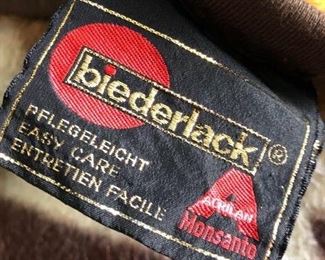 biederlack®
PFLEGELEICHT
EASY CARE
ENTRETIEN FACILE
ACRILAN
Monsanto